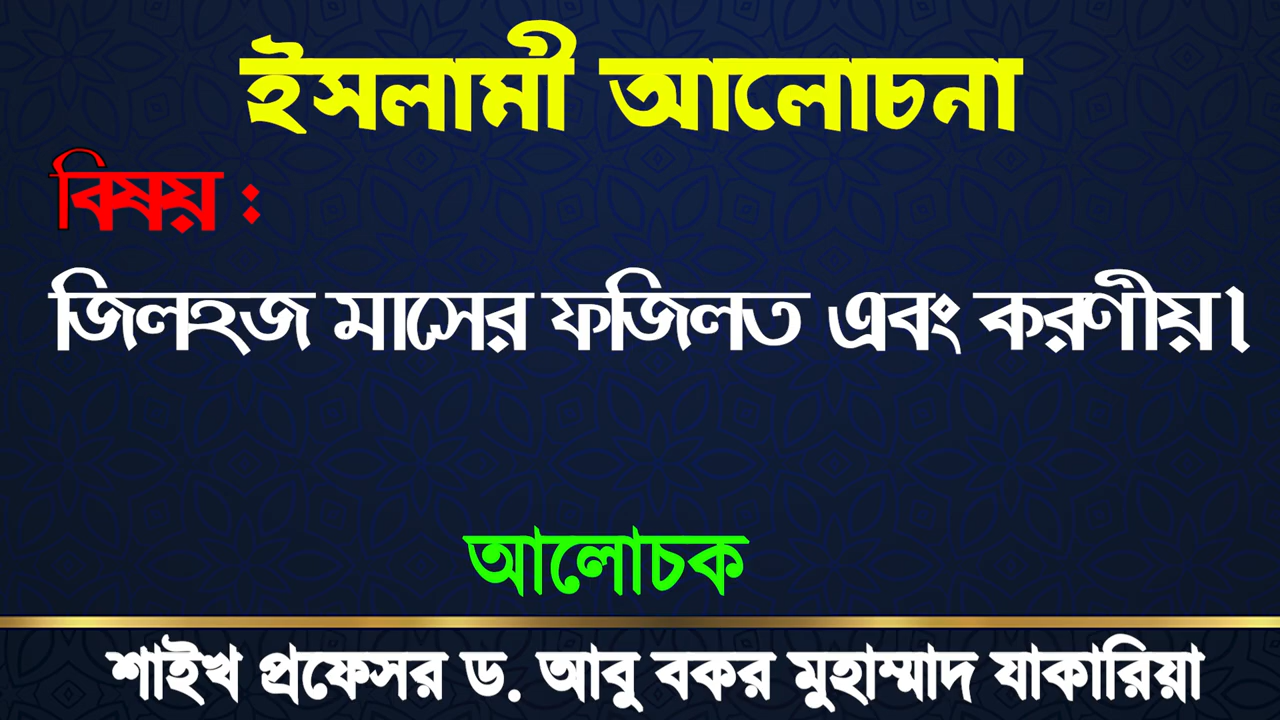 ইসলামী আলোচনা
বিষয় :
জিলহজ মাসের ফজিলত এবং করণীয়।
আলোচক
শাইখ প্রফেসর ড. আবু বকর মুহাম্মাদ যাকারিয়া